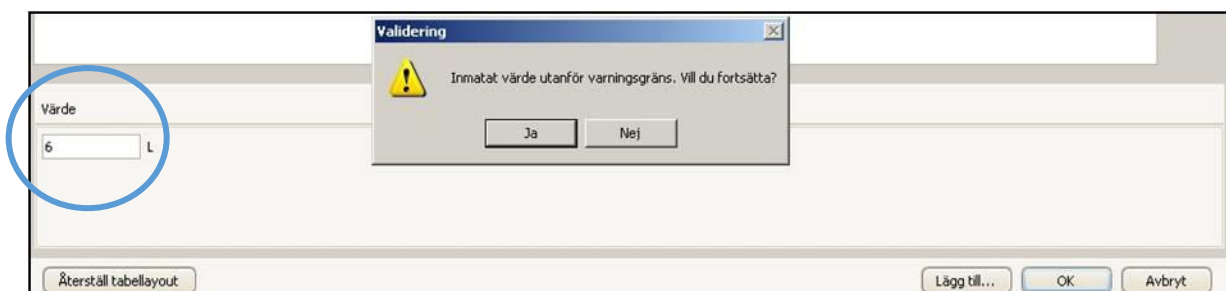 Validering
Inmatat värde utanför varningsgräns. Vill du fortsätta?
Ja Nej
Värde
6 L
Återställ tabellayout Lägg till... OK Avbryt